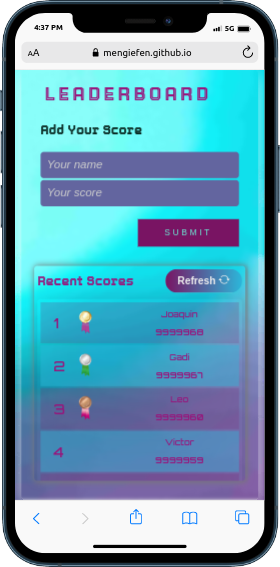 4:37 PM 5G
AA mengiefen.github.io
LEADERBOARD
Add Your Score
Your name
Your score
SUBMIT
Recent Scores Refresh
1 Joaquin
9999968
2 Gadi
9999967
3 Leo
9999960
4 Victor
9999959